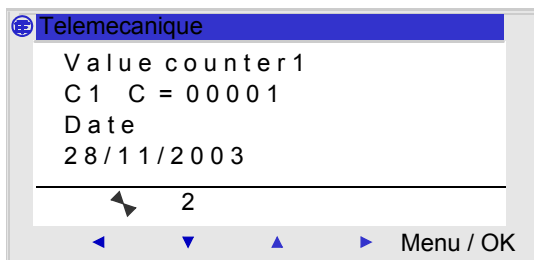 Telemecanique
Value counter1
C1 C = 00001
Date
28/11/2003
2
Menu / OK